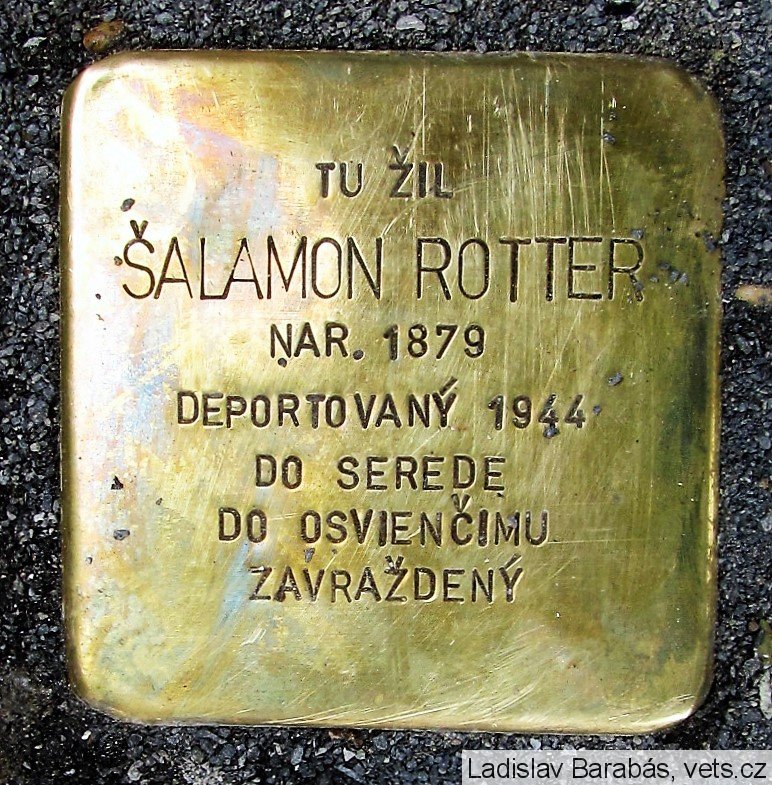 TU ŽIL
ŠALAMON ROTTER
NAR. 1879
DEPORTOVANÝ 1944
DO SEREDE
DO OSVIENČIMU
ZAVRAŽDENÝ
Ladislav Barabás, vets.cz